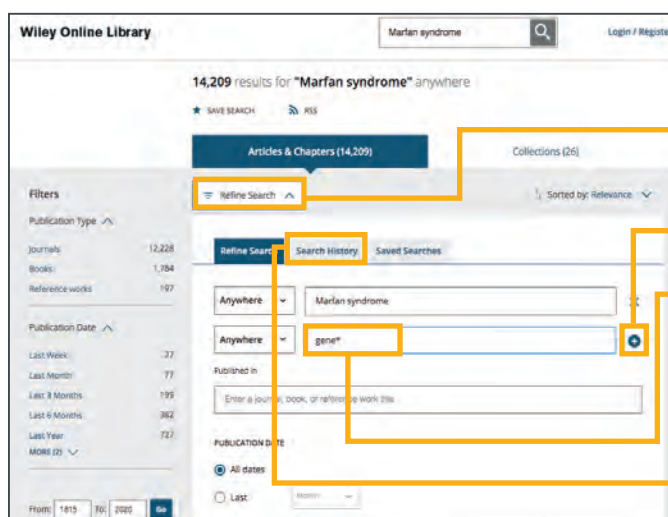 Wiley Online Library
Marfan syndrome
Login / Registe
14,209 results for "Marfan syndrome" anywhere
SAVE SEARCH RSS
Articles & Chapters (14,209)
Collections (26)
Filters
Refine Search
Sorted by: Relevance
Publication Type
Journals 12,228
Books 1,784
Reference works 197
Refine Search
Search History
Saved Searches
Anywhere
Marfan syndrome
Anywhere
gene*
Publication Date
Last Week 27
Last Month 77
Last 3 Months 199
Last 6 Months 382
Last Year 727
MORE (2)
Published in
Enter a journal, book, or reference work title
PUBLICATION DATE
All dates
Last
Month
From: 1815 To: 2020 Go